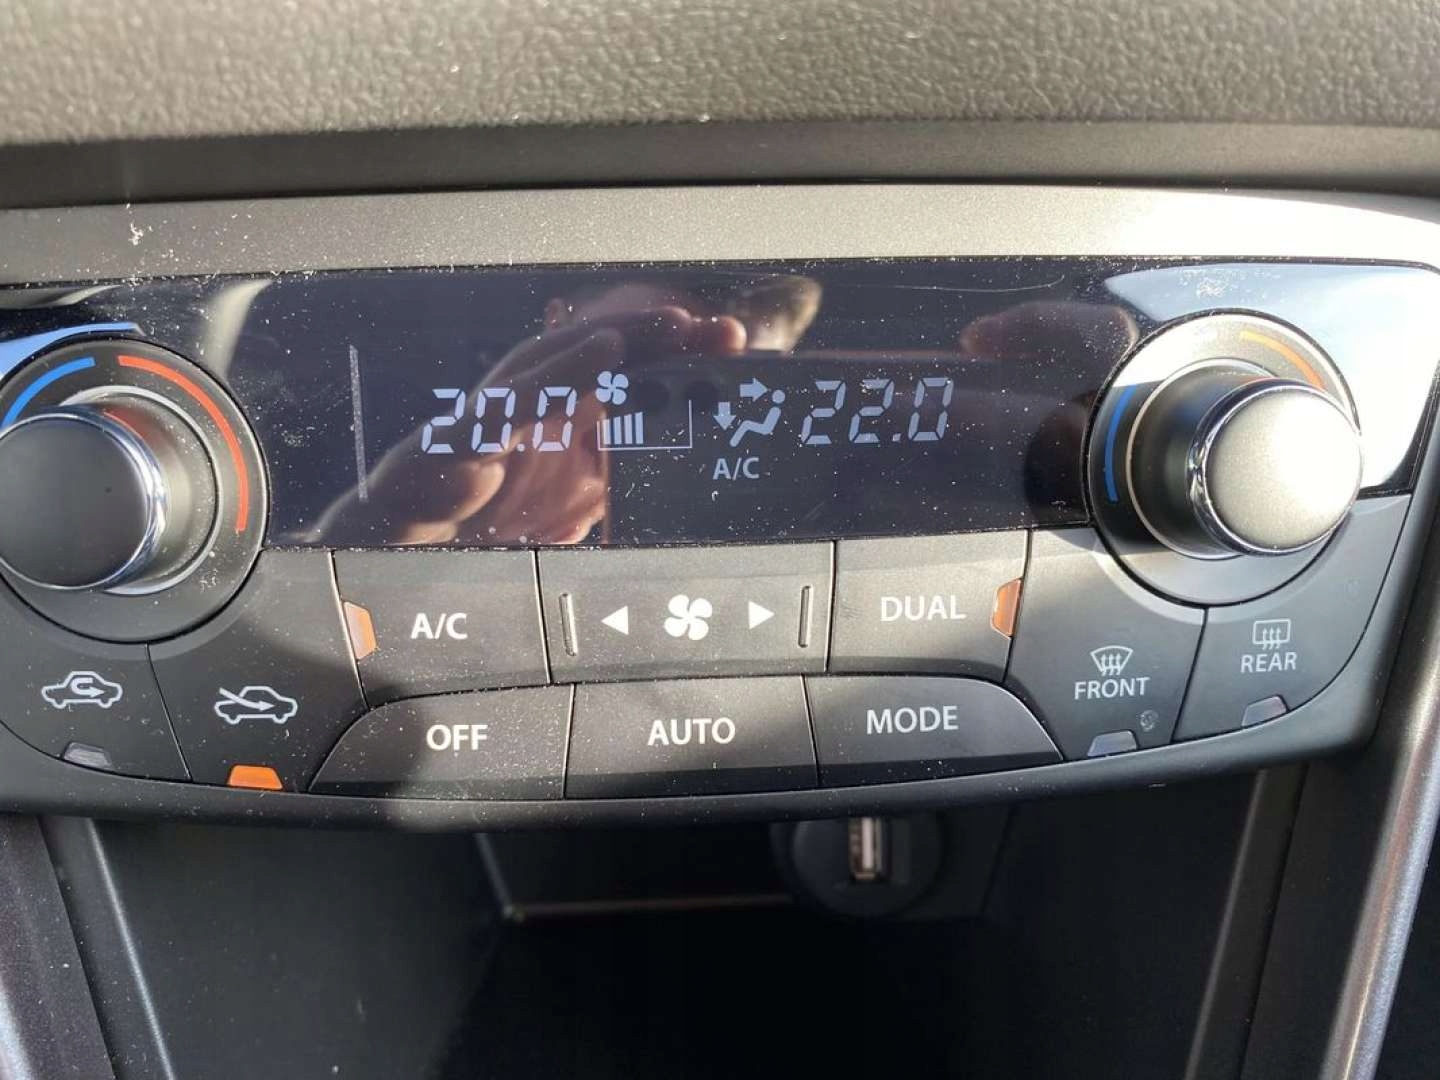 20.0 22.0
A/C
A/C DUAL
FRONT REAR
OFF AUTO MODE